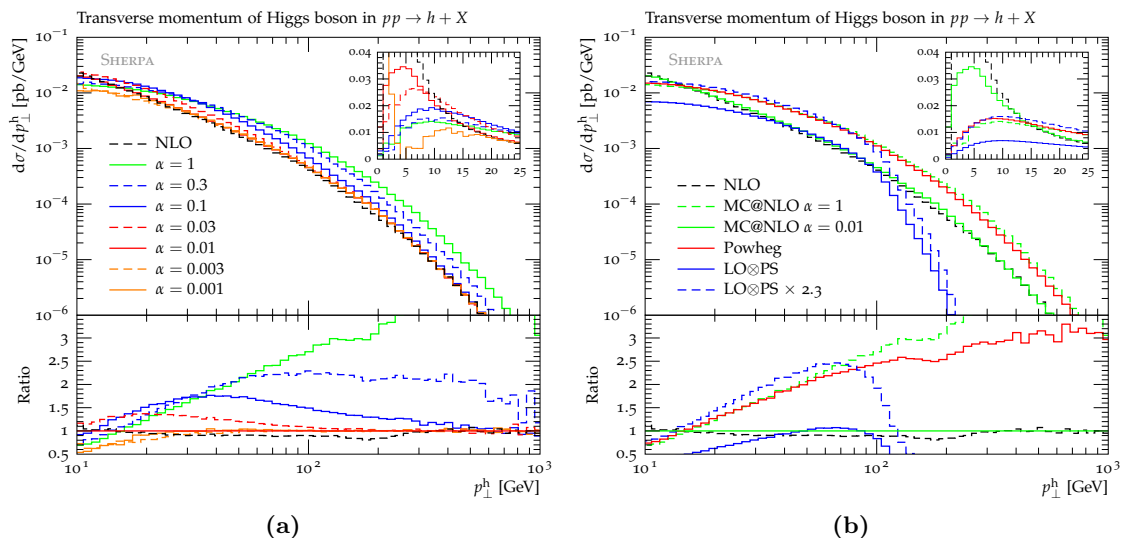 Transverse momentum of Higgs boson in pp → h + X
SHERPA
NLO
α = 1
α = 0.3
α = 0.1
α = 0.03
α = 0.01
α = 0.003
α = 0.001
0 5 10 15 20 25
0
0.01
0.02
0.03
0.04
10⁻¹
10⁻²
10⁻³
10⁻⁴
10⁻⁵
10⁻⁶
dσ/dp⊥ʰ [pb/GeV]
3
2.5
2
1.5
1
0.5
Ratio
10¹ 10² 10³
p⊥ʰ [GeV]
(a)
Transverse momentum of Higgs boson in pp → h + X
SHERPA
NLO
MC@NLO α = 1
MC@NLO α = 0.01
Powheg
LO⊗PS
LO⊗PS × 2.3
0 5 10 15 20 25
0
0.01
0.02
0.03
0.04
10⁻¹
10⁻²
10⁻³
10⁻⁴
10⁻⁵
10⁻⁶
dσ/dp⊥ʰ [pb/GeV]
3
2.5
2
1.5
1
0.5
Ratio
10¹ 10² 10³
p⊥ʰ [GeV]
(b)